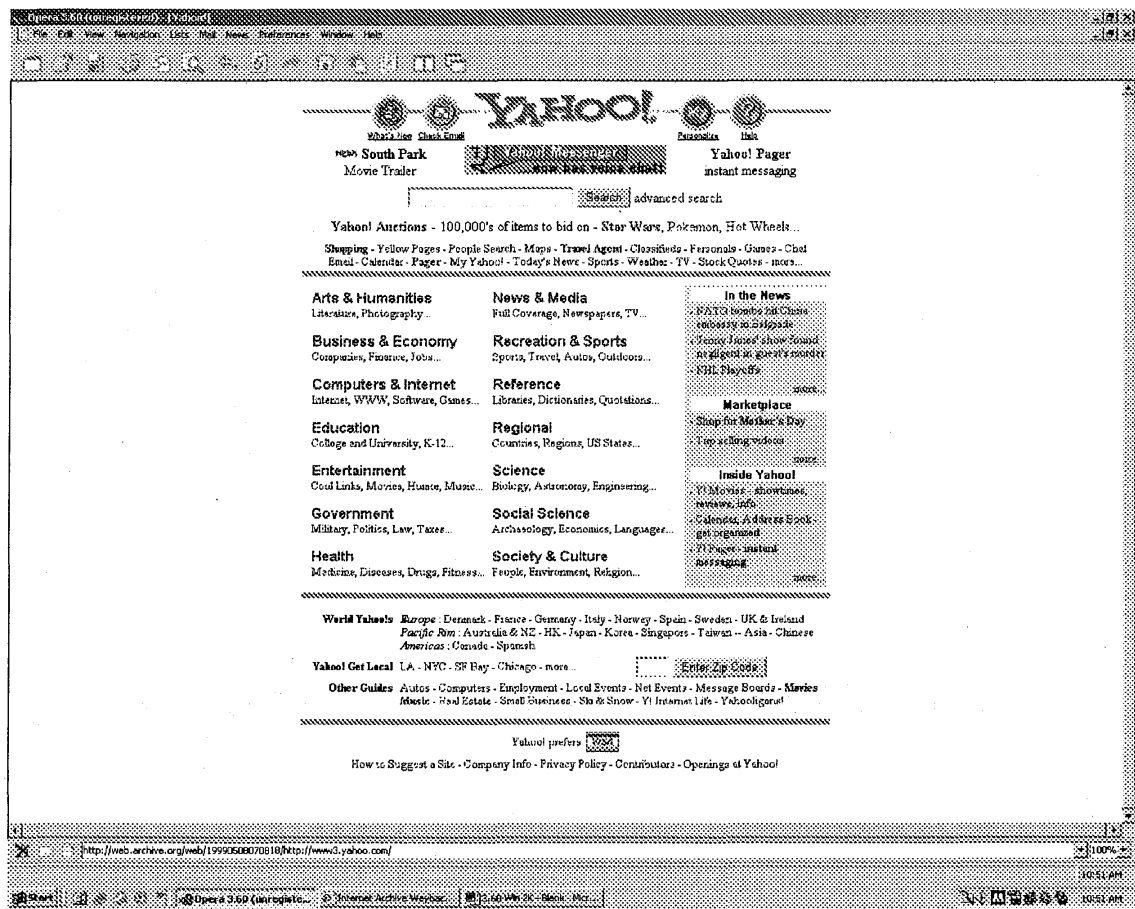 Opera 3.60 (unregistered) - [Yahoo!]
File Edit View Navigation Lists Mail News Preferences Window Help
YAHOO!
What's New Check Email Personalize Help
NEW! South Park
Movie Trailer
Yahoo! Messenger
now has voice chat!
Yahoo! Pager
instant messaging
Search advanced search
Yahoo! Auctions - 100,000's of items to bid on - Star Wars, Pokemon, Hot Wheels...
Shopping - Yellow Pages - People Search - Maps - Travel Agent - Classifieds - Personals - Games - Chat
Email - Calendar - Pager - My Yahoo! - Today's News - Sports - Weather - TV - Stock Quotes - more...
Arts & Humanities
Literature, Photography...
News & Media
Full Coverage, Newspapers, TV...
Business & Economy
Companies, Finance, Jobs...
Recreation & Sports
Sports, Travel, Autos, Outdoors...
Computers & Internet
Internet, WWW, Software, Games...
Reference
Libraries, Dictionaries, Quotations...
Education
College and University, K-12...
Regional
Countries, Regions, US States...
Entertainment
Cool Links, Movies, Humor, Music...
Science
Biology, Astronomy, Engineering...
Government
Military, Politics, Law, Taxes...
Social Science
Archaeology, Economics, Languages...
Health
Medicine, Diseases, Drugs, Fitness...
Society & Culture
People, Environment, Religion...
In the News
- NATO bombs hit China
embassy in Belgrade
- 'Jenny Jones' show found
negligent in guest's murder
- NHL Playoffs
more...
Marketplace
- Shop for Mother's Day
- Top selling videos
more...
Inside Yahoo!
- Y! Movies - showtimes,
reviews, info
- Calendar, Address Book -
get organized
- Y! Pager - instant
messaging
more...
World Yahoo!s Europe : Denmark - France - Germany - Italy - Norway - Spain - Sweden - UK & Ireland
Pacific Rim : Australia & NZ - HK - Japan - Korea - Singapore - Taiwan -- Asia - Chinese
Americas : Canada - Spanish
Yahoo! Get Local LA - NYC - SF Bay - Chicago - more... Enter Zip Code
Other Guides Autos - Computers - Employment - Local Events - Net Events - Message Boards - Movies
Music - Real Estate - Small Business - Ski & Snow - Y! Internet Life - Yahooligans!
Yahoo! prefers
How to Suggest a Site - Company Info - Privacy Policy - Contributors - Openings at Yahoo!
http://web.archive.org/web/19990508070818/http://www3.yahoo.com/
100%
10:51 AM
Start Opera 3.60 (unregiste... Internet Archive Waybac... 3.60 Win 2K - Blank - Mic... 10:51 AM